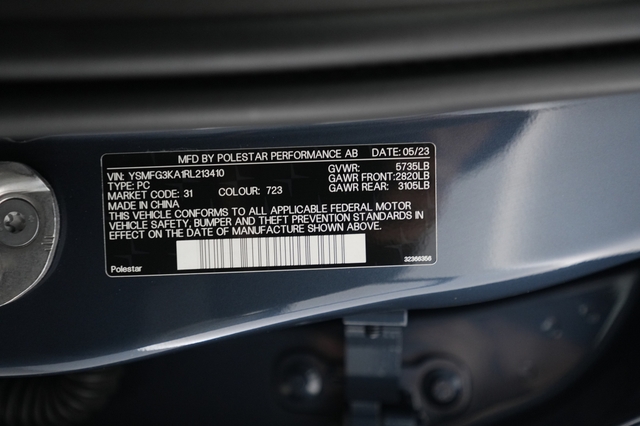 MFD BY POLESTAR PERFORMANCE AB DATE: 05/23
VIN: YSMFG3KA1RL213410 GVWR: 5735LB
TYPE: PC GAWR FRONT: 2820LB
MARKET CODE: 31 COLOUR: 723 GAWR REAR: 3105LB
MADE IN CHINA
THIS VEHICLE CONFORMS TO ALL APPLICABLE FEDERAL MOTOR
VEHICLE SAFETY, BUMPER AND THEFT PREVENTION STANDARDS IN
EFFECT ON THE DATE OF MANUFACTURE SHOWN ABOVE.
Polestar 32366356